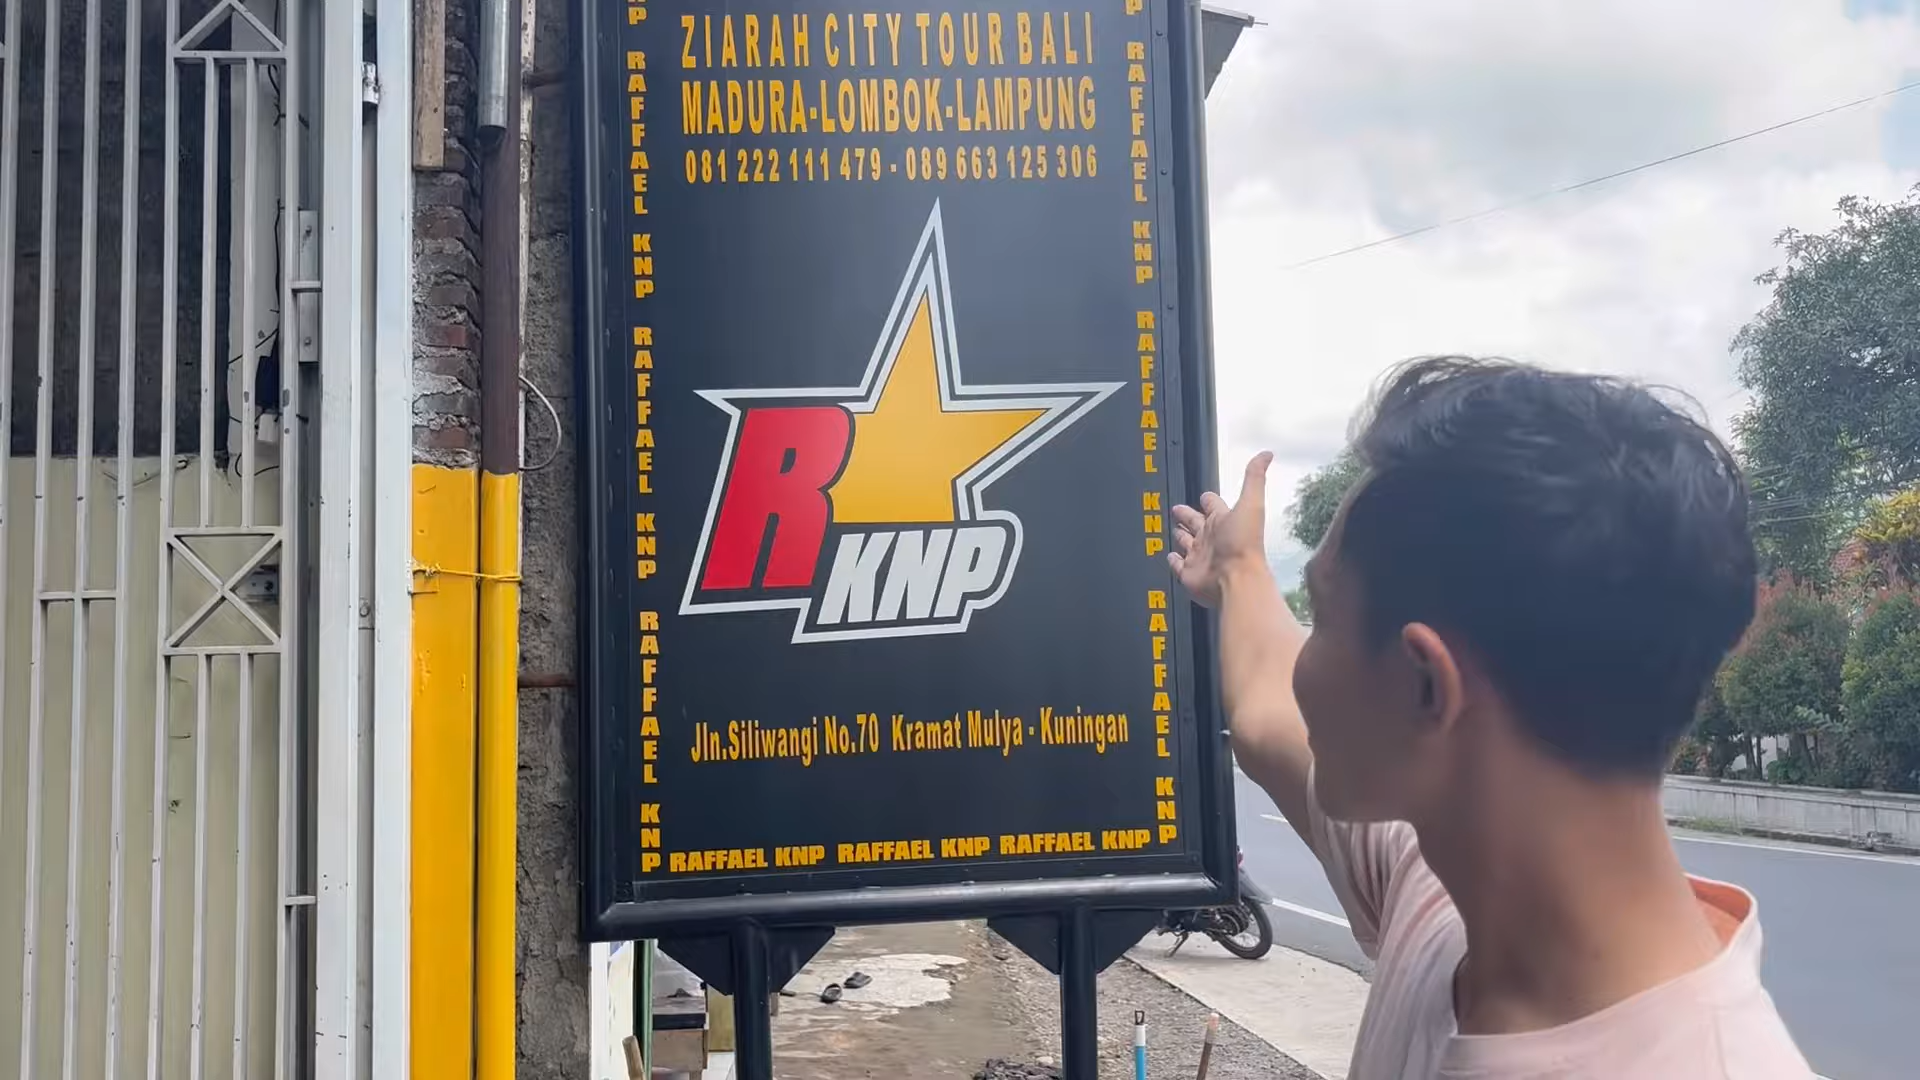 ZIARAH CITY TOUR BALI
MADURA-LOMBOK-LAMPUNG
081 222 111 479 - 089 663 125 306
R
KNP
Jln.Siliwangi No.70 Kramat Mulya - Kuningan
RAFFAEL KNP RAFFAEL KNP RAFFAEL KNP
RAFFAEL KNP RAFFAEL KNP RAFFAEL KNP
RAFFAEL KNP RAFFAEL KNP RAFFAEL KNP